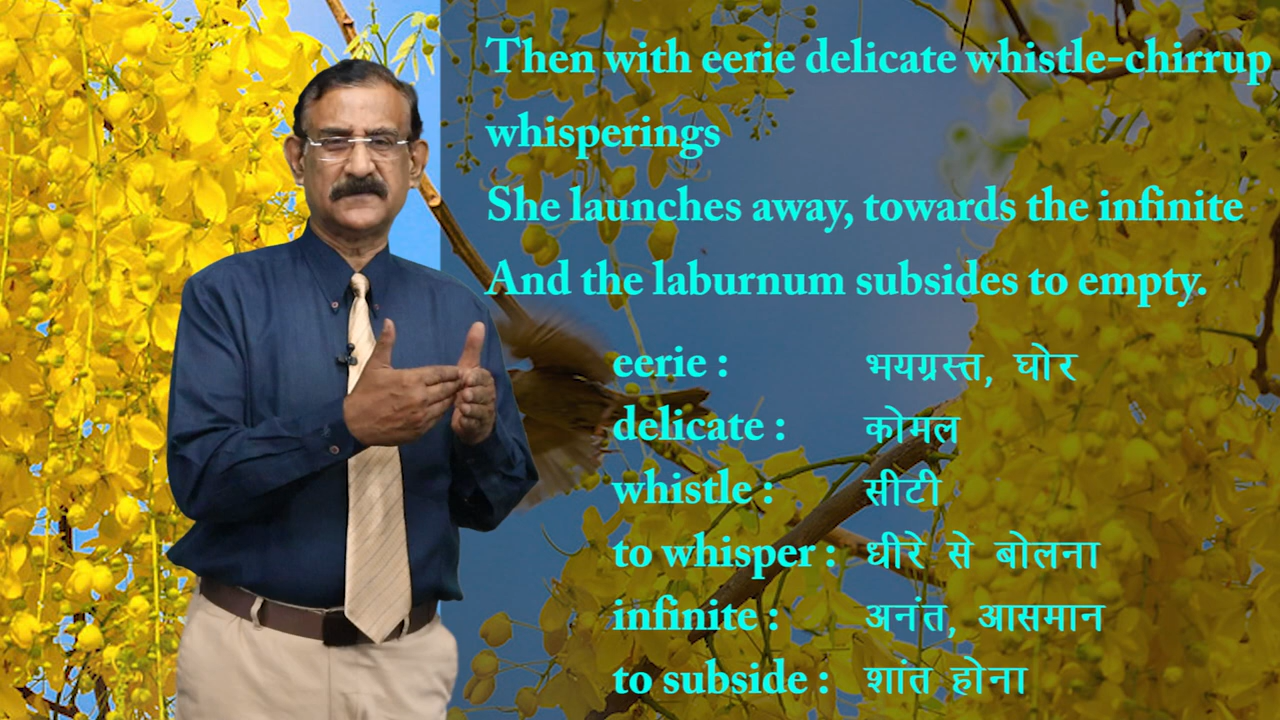 Then with eerie delicate whistle-chirrup
whisperings
She launches away, towards the infinite
And the laburnum subsides to empty.
eerie : भयग्रस्त, घोर
delicate : कोमल
whistle : सीटी
to whisper : धीरे से बोलना
infinite : अनंत, आसमान
to subside : शांत होना